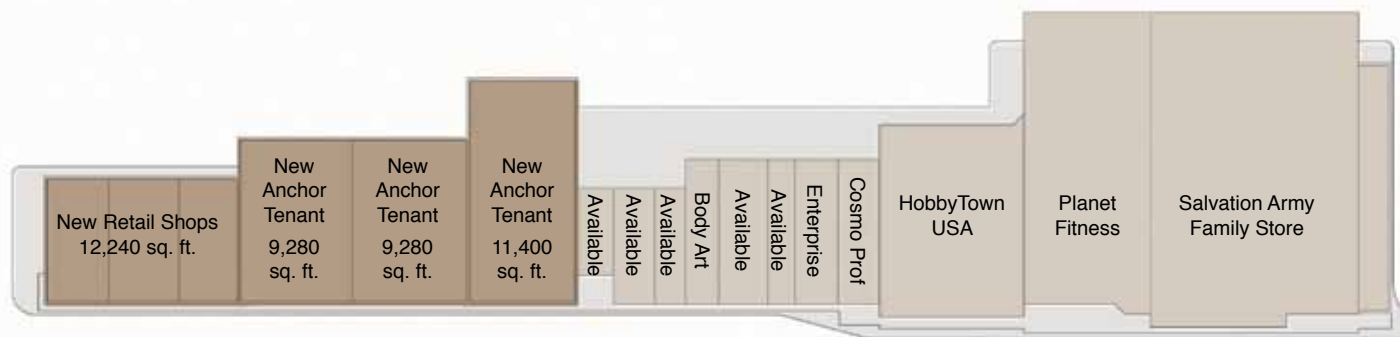 New Retail Shops
12,240 sq. ft.
New
Anchor
Tenant
9,280
sq. ft.
New
Anchor
Tenant
9,280
sq. ft.
New
Anchor
Tenant
11,400
sq. ft.
Available
Available
Available
Body Art
Available
Available
Enterprise
Cosmo Prof
HobbyTown
USA
Planet
Fitness
Salvation Army
Family Store